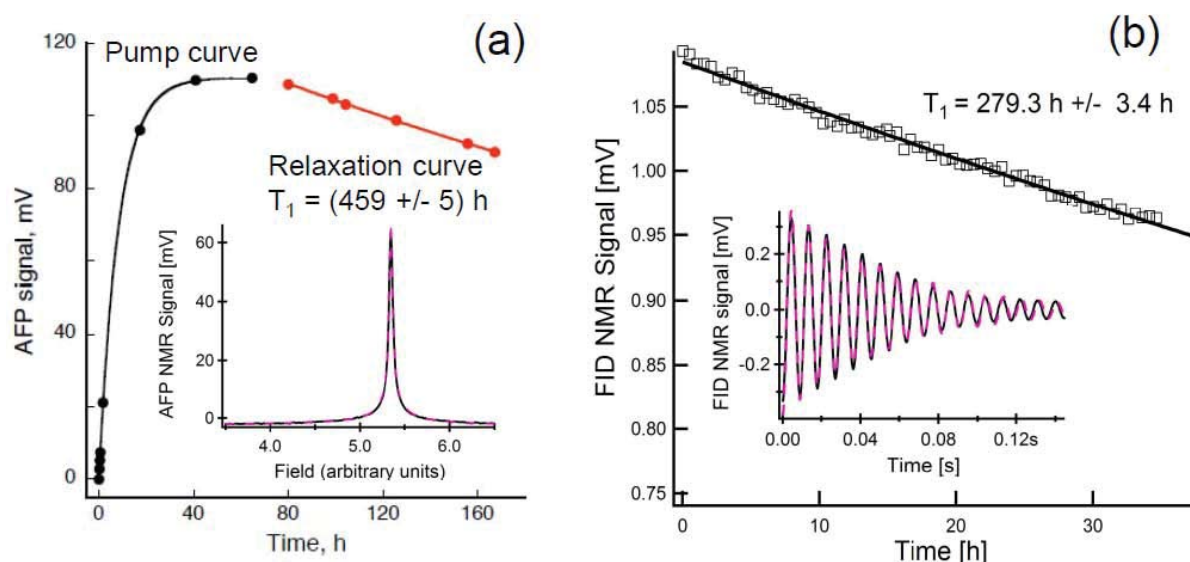 (a)
Pump curve
Relaxation curve
T1 = (459 +/- 5) h
AFP signal, mV
120
80
40
0
0 40 80 120 160
Time, h
AFP NMR Signal [mV]
60
40
20
0
4.0 5.0 6.0
Field (arbitrary units)
(b)
T1 = 279.3 h +/- 3.4 h
FID NMR Signal [mV]
1.05
1.00
0.95
0.90
0.85
0.80
0.75
0 10 20 30
Time [h]
FID NMR signal [mV]
0.2
0.0
-0.2
0.00 0.04 0.08 0.12s
Time [s]